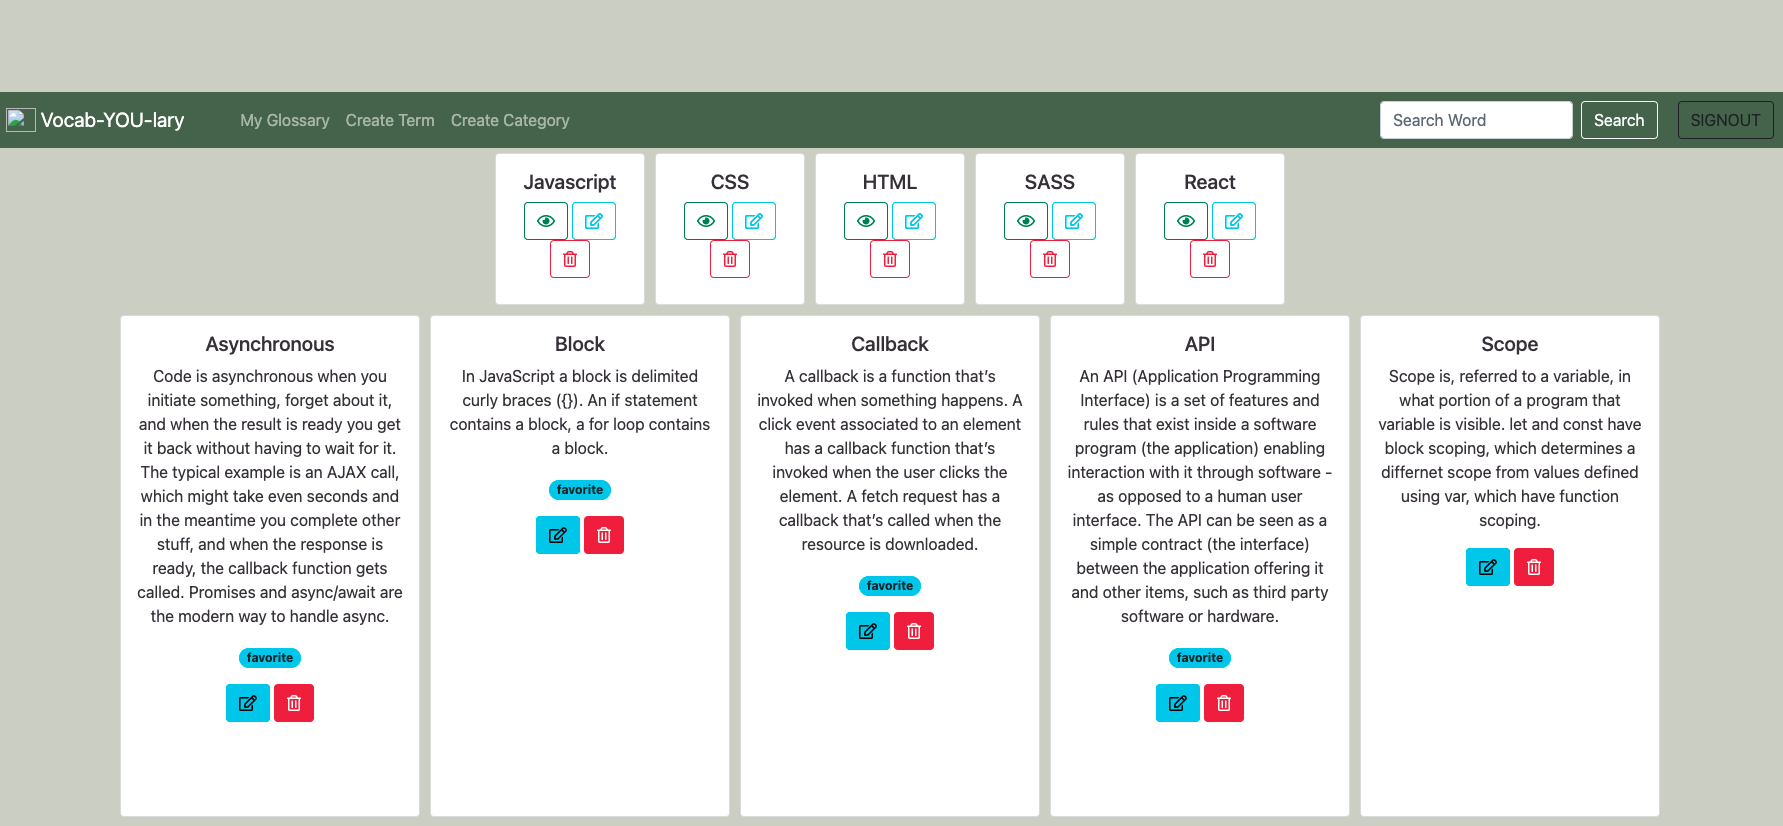 Vocab-YOU-lary
My Glossary
Create Term
Create Category
Search Word
Search
SIGNOUT
Javascript
CSS
HTML
SASS
React
Asynchronous
Code is asynchronous when you
initiate something, forget about it,
and when the result is ready you get
it back without having to wait for it.
The typical example is an AJAX call,
which might take even seconds and
in the meantime you complete other
stuff, and when the response is
ready, the callback function gets
called. Promises and async/await are
the modern way to handle async.
favorite
Block
In JavaScript a block is delimited
curly braces ({}). An if statement
contains a block, a for loop contains
a block.
favorite
Callback
A callback is a function that’s
invoked when something happens. A
click event associated to an element
has a callback function that’s
invoked when the user clicks the
element. A fetch request has a
callback that’s called when the
resource is downloaded.
favorite
API
An API (Application Programming
Interface) is a set of features and
rules that exist inside a software
program (the application) enabling
interaction with it through software -
as opposed to a human user
interface. The API can be seen as a
simple contract (the interface)
between the application offering it
and other items, such as third party
software or hardware.
favorite
Scope
Scope is, referred to a variable, in
what portion of a program that
variable is visible. let and const have
block scoping, which determines a
differnet scope from values defined
using var, which have function
scoping.